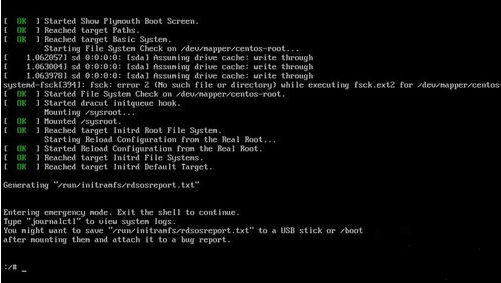 [  OK  ] Started Show Plymouth Boot Screen.
[  OK  ] Reached target Paths.
[  OK  ] Reached target Basic System.
Starting File System Check on /dev/mapper/centos-root...
[    1.062057] sd 0:0:0:0: [sda] Assuming drive cache: write through
[    1.063004] sd 0:0:0:0: [sda] Assuming drive cache: write through
[    1.063978] sd 0:0:0:0: [sda] Assuming drive cache: write through
systemd-fsck[394]: fsck: error 2 (No such file or directory) while executing fsck.ext2 for /dev/mapper/centos
[  OK  ] Started File System Check on /dev/mapper/centos-root.
[  OK  ] Started dracut initqueue hook.
Mounting /sysroot...
[  OK  ] Mounted /sysroot.
[  OK  ] Reached target Initrd Root File System.
Starting Reload Configuration from the Real Root...
[  OK  ] Started Reload Configuration from the Real Root.
[  OK  ] Reached target Initrd File Systems.
[  OK  ] Reached target Initrd Default Target.
Generating "/run/initramfs/rdsosreport.txt"
Entering emergency mode. Exit the shell to continue.
Type "journalctl" to view system logs.
You might want to save "/run/initramfs/rdsosreport.txt" to a USB stick or /boot
after mounting them and attach it to a bug report.
:/# _